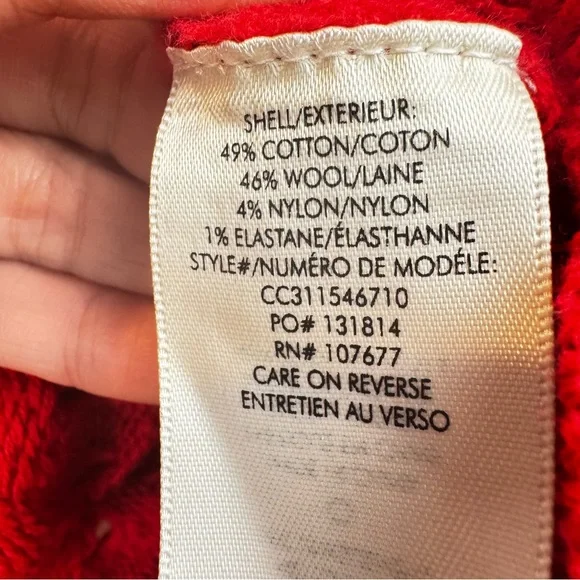 SHELL/EXTERIEUR:
49% COTTON/COTON
46% WOOL/LAINE
4% NYLON/NYLON
1% ELASTANE/ÉLASTHANNE
STYLE#/NUMÉRO DE MODÉLE:
CC311546710
PO# 131814
RN# 107677
CARE ON REVERSE
ENTRETIEN AU VERSO